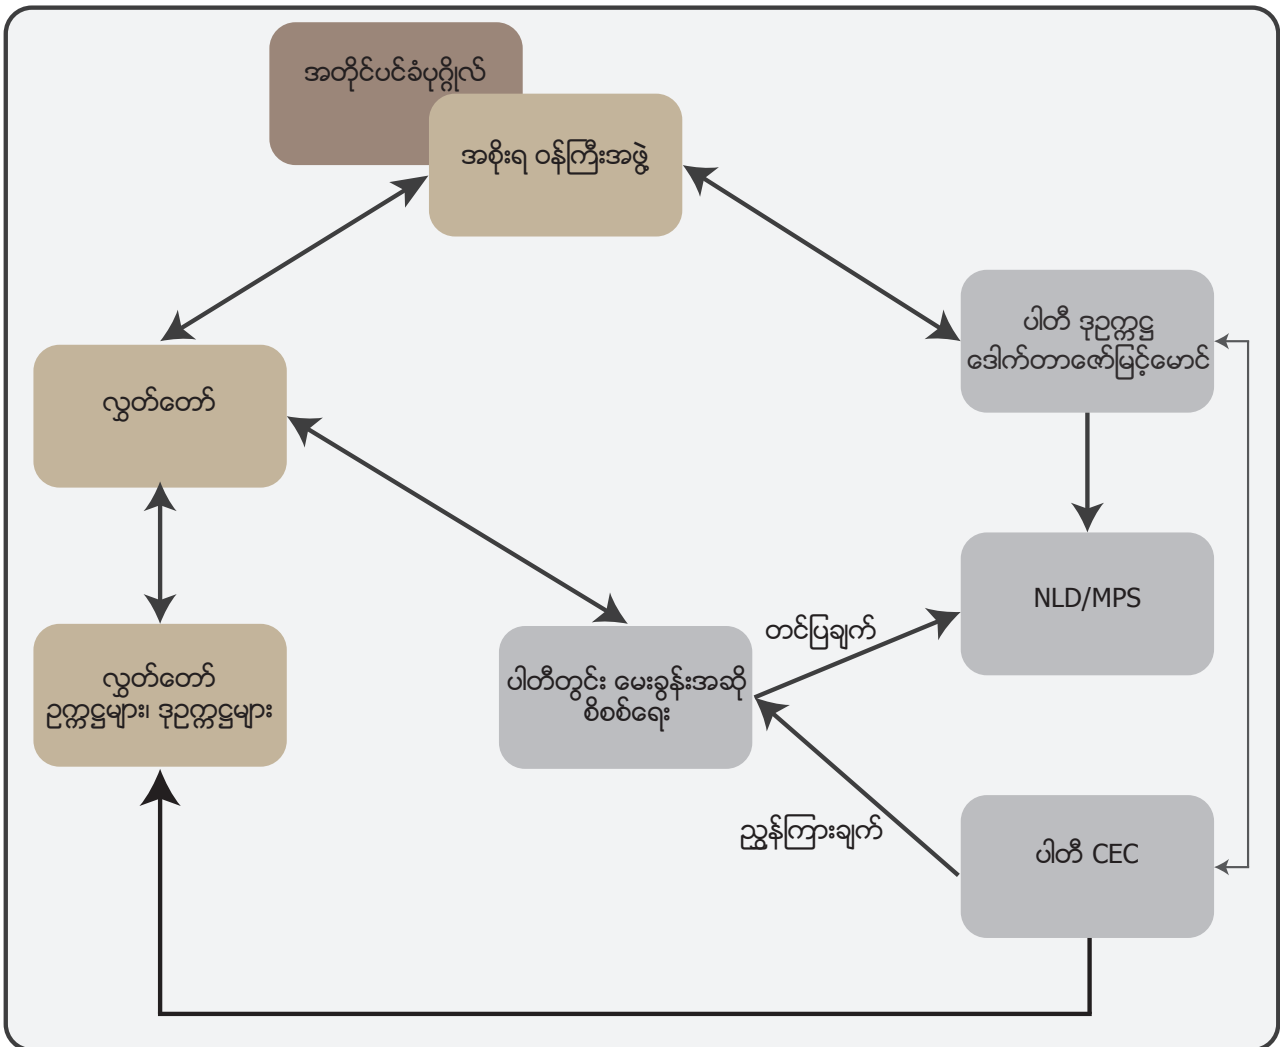 အတိုင်ပင်ခံပုဂ္ဂိုလ်
အစိုးရ ဝန်ကြီးအဖွဲ့
ပါတီ ဒုဥက္ကဋ္ဌ
ဒေါက်တာဇော်မြင့်မောင်
လွှတ်တော်
NLD/MPS
တင်ပြချက်
လွှတ်တော်
ဥက္ကဋ္ဌများ၊ ဒုဥက္ကဋ္ဌများ
ပါတီတွင်း မေးခွန်းအဆို
စိစစ်ရေး
ညွှန်ကြားချက်
ပါတီ CEC